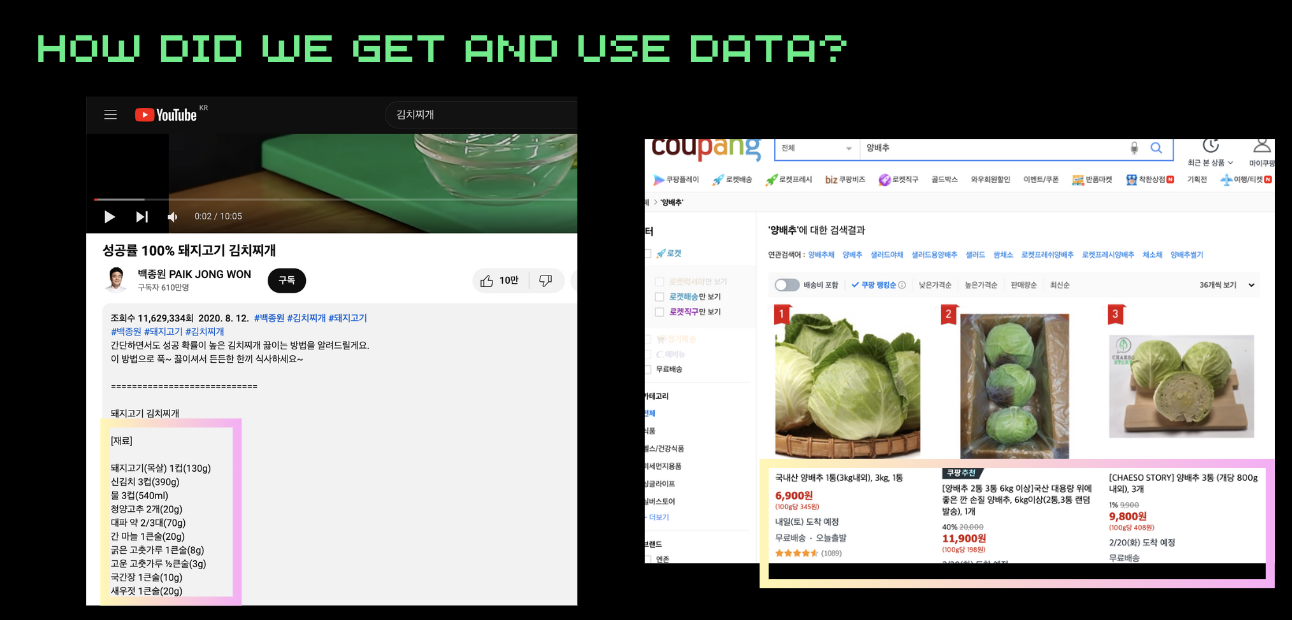 HOW DID WE GET AND USE DATA?
YouTube KR
김치찌개
0:02 / 10:05
성공률 100% 돼지고기 김치찌개
백종원 PAIK JONG WON
구독자 610만명
구독
10만
조회수 11,629,334회 2020. 8. 12. #백종원 #김치찌개 #돼지고기
#백종원 #돼지고기 #김치찌개
간단하면서도 성공 확률이 높은 김치찌개 끓이는 방법을 알려드릴게요.
이 방법으로 푹~ 끓이셔서 든든한 한끼 식사하세요~
============================
돼지고기 김치찌개
[재료]
돼지고기(목살) 1컵(130g)
신김치 3컵(390g)
물 3컵(540ml)
청양고추 2개(20g)
대파 약 2/3대(70g)
간 마늘 1큰술(20g)
굵은 고춧가루 1큰술(8g)
고운 고춧가루 ½큰술(3g)
국간장 1큰술(10g)
새우젓 1큰술(20g)
coupang
전체
양배추
최근 본 상품
마이쿠팡
쿠팡플레이 로켓배송 로켓프레시 biz 쿠팡비즈 로켓직구 골드박스 와우회원할인 이벤트/쿠폰 반품마켓 착한상점 N 기획전 여행/티켓 N
> '양배추'
터
로켓
로켓배송만 보기
로켓직구만 보기
무료배송
카테고리
전체
식품
헬스/건강식품
더보기
브랜드
'양배추'에 대한 검색결과
연관검색어 : 양배추채 양배추 샐러드야채 샐러드용양배추 샐러드 쌈채소 로켓프레쉬양배추 로켓프레시양배추 채소채 양배추썰기
배송비 포함 쿠팡 랭킹순 낮은가격순 높은가격순 판매량순 최신순 36개씩 보기
1
2
3
CHAESO STORY
국내산 양배추 1통(3kg내외), 3kg, 1통
6,900원
(100g당 345원)
내일(토) 도착 예정
무료배송 · 오늘출발
(1089)
쿠팡추천
[양배추 2통 3통 6kg 이상]국산 대용량 위에
좋은 깐 손질 양배추, 6kg이상(2통,3통 랜덤
발송), 1개
40% 20,000
11,900원
(100g당 198원)
[CHAESO STORY] 양배추 3통 (개당 800g
내외), 3개
1% 9,900
9,800원
(100g당 408원)
2/20(화) 도착 예정
무료배송